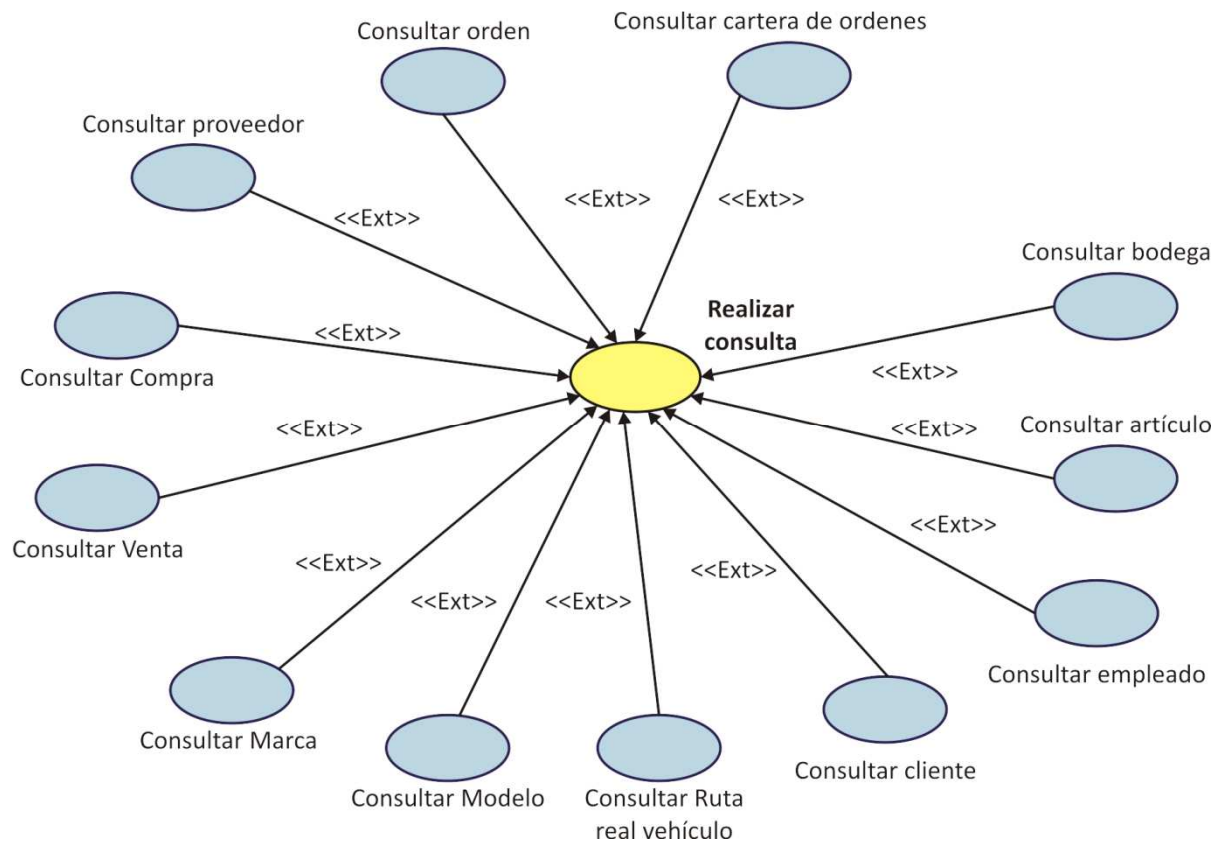 Consultar orden
Consultar cartera de ordenes
Consultar proveedor
<<Ext>>
<<Ext>>
<<Ext>>
Consultar bodega
Realizar
consulta
<<Ext>>
Consultar Compra
<<Ext>>
<<Ext>>
Consultar artículo
<<Ext>>
Consultar Venta
<<Ext>>
<<Ext>>
<<Ext>>
<<Ext>>
<<Ext>>
Consultar empleado
Consultar Marca
Consultar cliente
Consultar Modelo
Consultar Ruta
real vehículo